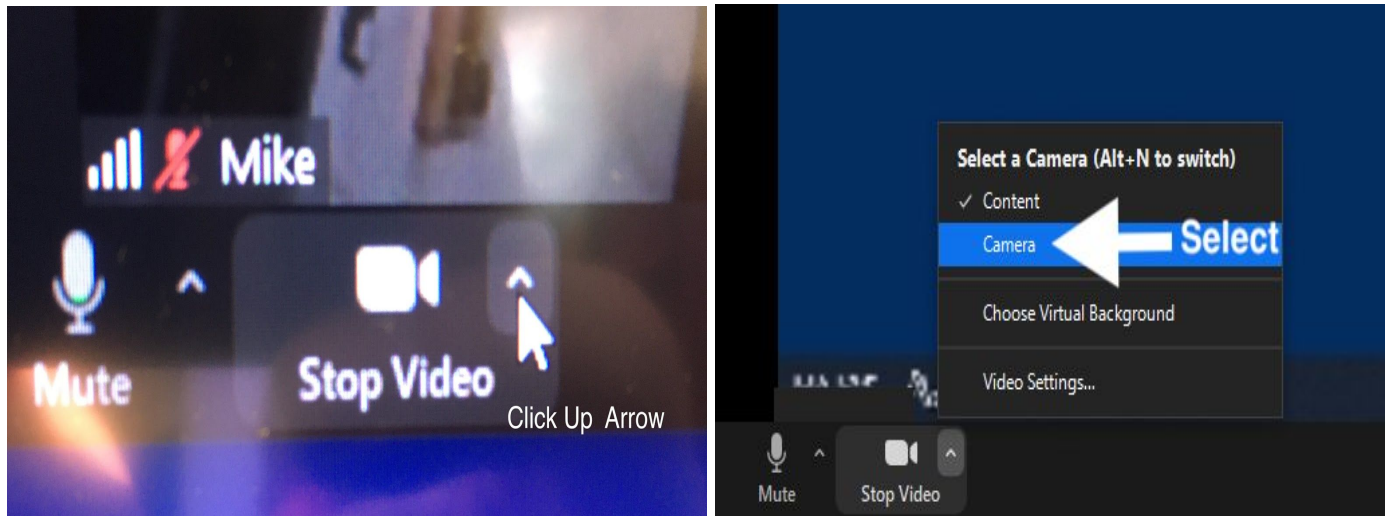 Mike
Mute
Stop Video
Click Up Arrow
Select a Camera (Alt+N to switch)
✓ Content
Camera
Select
Choose Virtual Background
Video Settings...
Mute
Stop Video